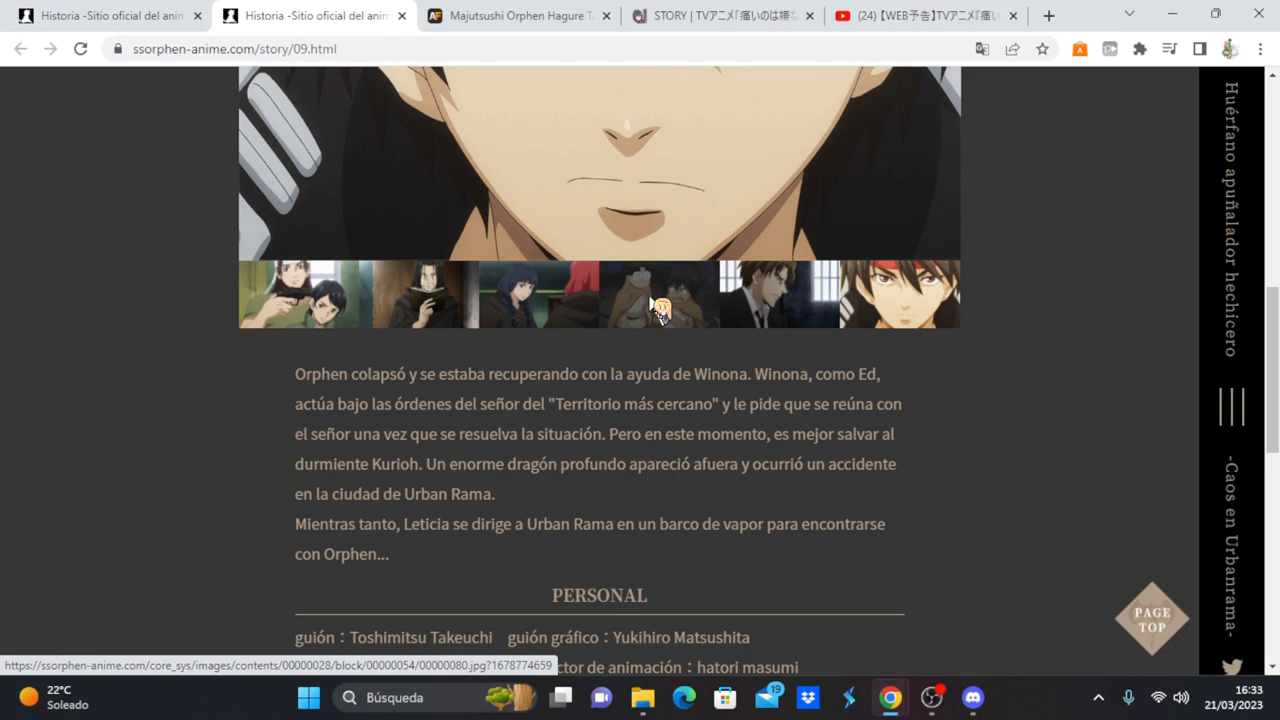 Historia -Sitio oficial del anim
Historia -Sitio oficial del anim
Majutsushi Orphen Hagure T
STORY | TVアニメ「痛いのは嫌な
(24) 【WEB予告】TVアニメ『痛い
ssorphen-anime.com/story/09.html
Huérfano apuñalador hechicero
-Caos en Urbanrama-
Orphen colapsó y se estaba recuperando con la ayuda de Winona. Winona, como Ed,
actúa bajo las órdenes del señor del "Territorio más cercano" y le pide que se reúna con
el señor una vez que se resuelva la situación. Pero en este momento, es mejor salvar al
durmiente Kurioh. Un enorme dragón profundo apareció afuera y ocurrió un accidente
en la ciudad de Urban Rama.
Mientras tanto, Leticia se dirige a Urban Rama en un barco de vapor para encontrarse
con Orphen...
PERSONAL
guión：Toshimitsu Takeuchi guión gráfico：Yukihiro Matsushita
ctor de animación：hatori masumi
PAGE
TOP
https://ssorphen-anime.com/core_sys/images/contents/00000028/block/00000054/00000080.jpg?1678774659
22°C
Soleado
Búsqueda
19
16:33
21/03/2023